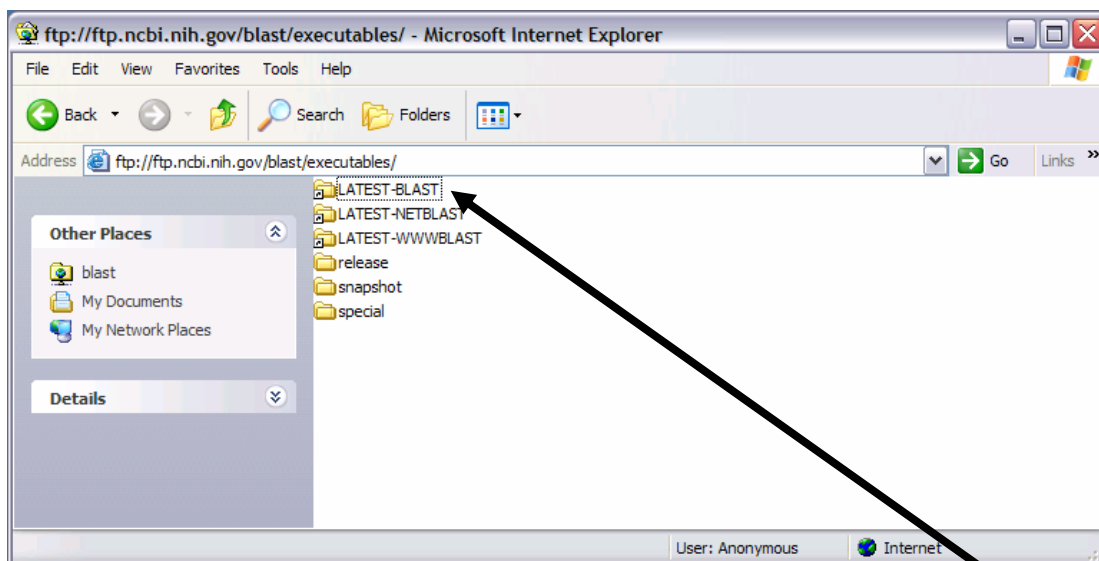 ftp://ftp.ncbi.nih.gov/blast/executables/ - Microsoft Internet Explorer
File Edit View Favorites Tools Help
Back Search Folders
Address ftp://ftp.ncbi.nih.gov/blast/executables/ Go Links »
LATEST-BLAST
LATEST-NETBLAST
LATEST-WWWBLAST
release
snapshot
special
Other Places
blast
My Documents
My Network Places
Details
User: Anonymous Internet